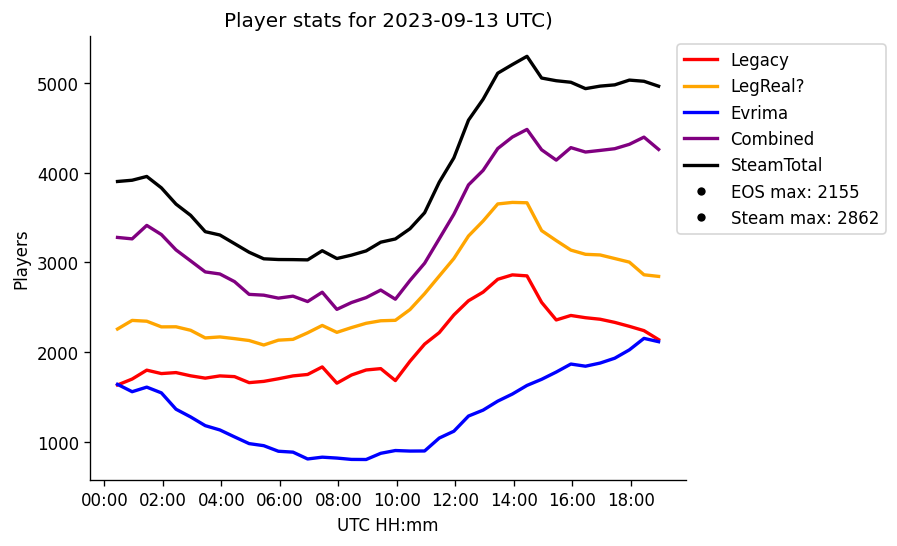 Player stats for 2023-09-13 UTC)
Legacy
LegReal?
Evrima
Combined
SteamTotal
EOS max: 2155
Steam max: 2862
5000
4000
3000
2000
1000
Players
00:00 02:00 04:00 06:00 08:00 10:00 12:00 14:00 16:00 18:00
UTC HH:mm